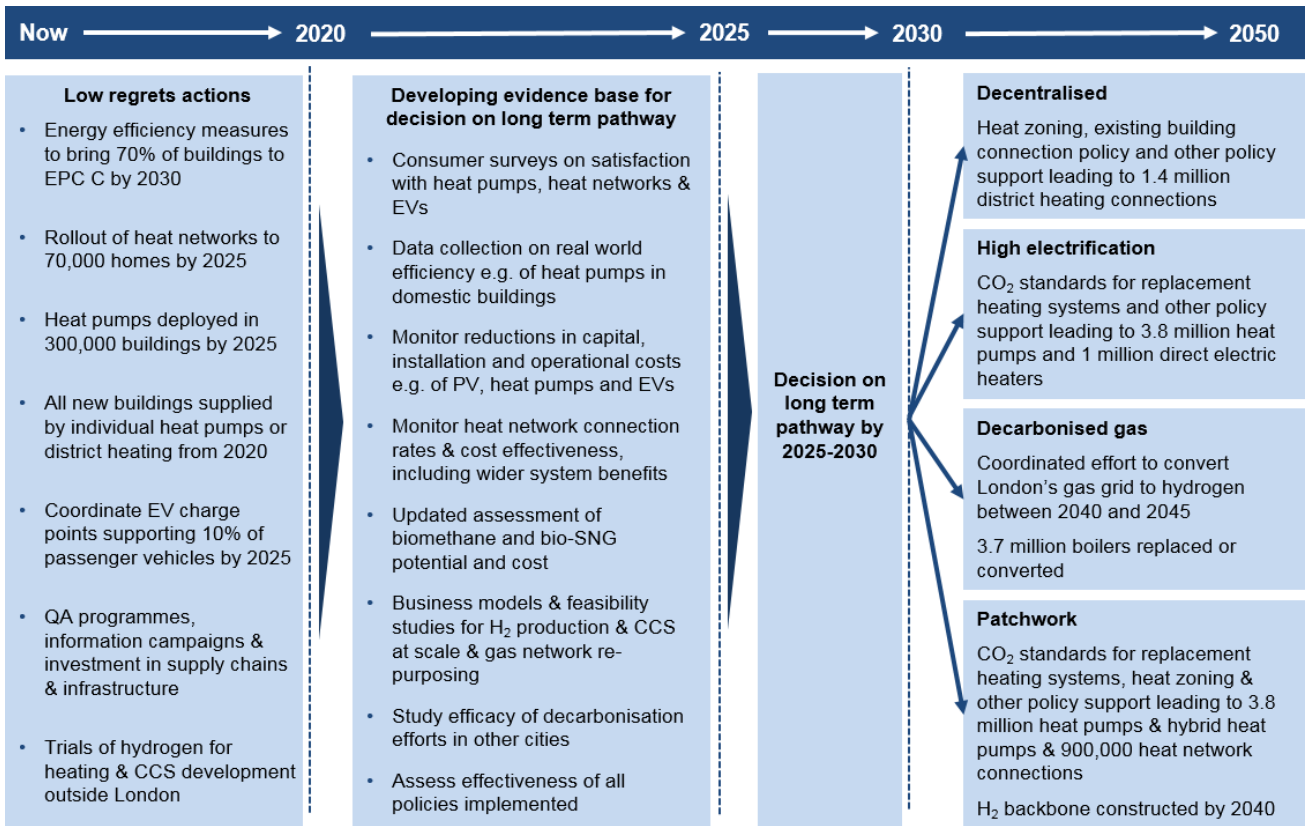 Now 2020 2025 2030 2050
Low regrets actions
• Energy efficiency measures
to bring 70% of buildings to
EPC C by 2030
• Rollout of heat networks to
70,000 homes by 2025
• Heat pumps deployed in
300,000 buildings by 2025
• All new buildings supplied
by individual heat pumps or
district heating from 2020
• Coordinate EV charge
points supporting 10% of
passenger vehicles by 2025
• QA programmes,
information campaigns &
investment in supply chains
& infrastructure
• Trials of hydrogen for
heating & CCS development
outside London
Developing evidence base for
decision on long term pathway
• Consumer surveys on satisfaction
with heat pumps, heat networks &
EVs
• Data collection on real world
efficiency e.g. of heat pumps in
domestic buildings
• Monitor reductions in capital,
installation and operational costs
e.g. of PV, heat pumps and EVs
• Monitor heat network connection
rates & cost effectiveness,
including wider system benefits
• Updated assessment of
biomethane and bio-SNG
potential and cost
• Business models & feasibility
studies for H₂ production & CCS
at scale & gas network re-
purposing
• Study efficacy of decarbonisation
efforts in other cities
• Assess effectiveness of all
policies implemented
Decision on
long term
pathway by
2025-2030
Decentralised
Heat zoning, existing building
connection policy and other policy
support leading to 1.4 million
district heating connections
High electrification
CO₂ standards for replacement
heating systems and other policy
support leading to 3.8 million heat
pumps and 1 million direct electric
heaters
Decarbonised gas
Coordinated effort to convert
London's gas grid to hydrogen
between 2040 and 2045
3.7 million boilers replaced or
converted
Patchwork
CO₂ standards for replacement
heating systems, heat zoning &
other policy support leading to 3.8
million heat pumps & hybrid heat
pumps & 900,000 heat network
connections
H₂ backbone constructed by 2040